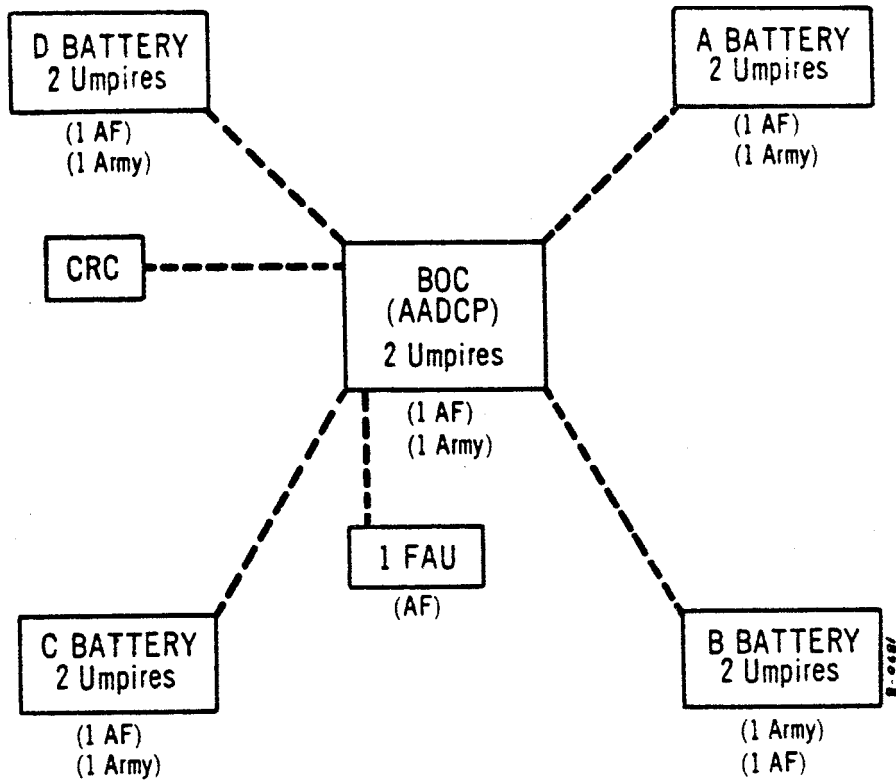 D BATTERY
2 Umpires
(1 AF)
(1 Army)
A BATTERY
2 Umpires
(1 AF)
(1 Army)
CRC
BOC
(AADCP)
2 Umpires
(1 AF)
(1 Army)
1 FAU
(AF)
C BATTERY
2 Umpires
(1 AF)
(1 Army)
B BATTERY
2 Umpires
(1 Army)
(1 AF)